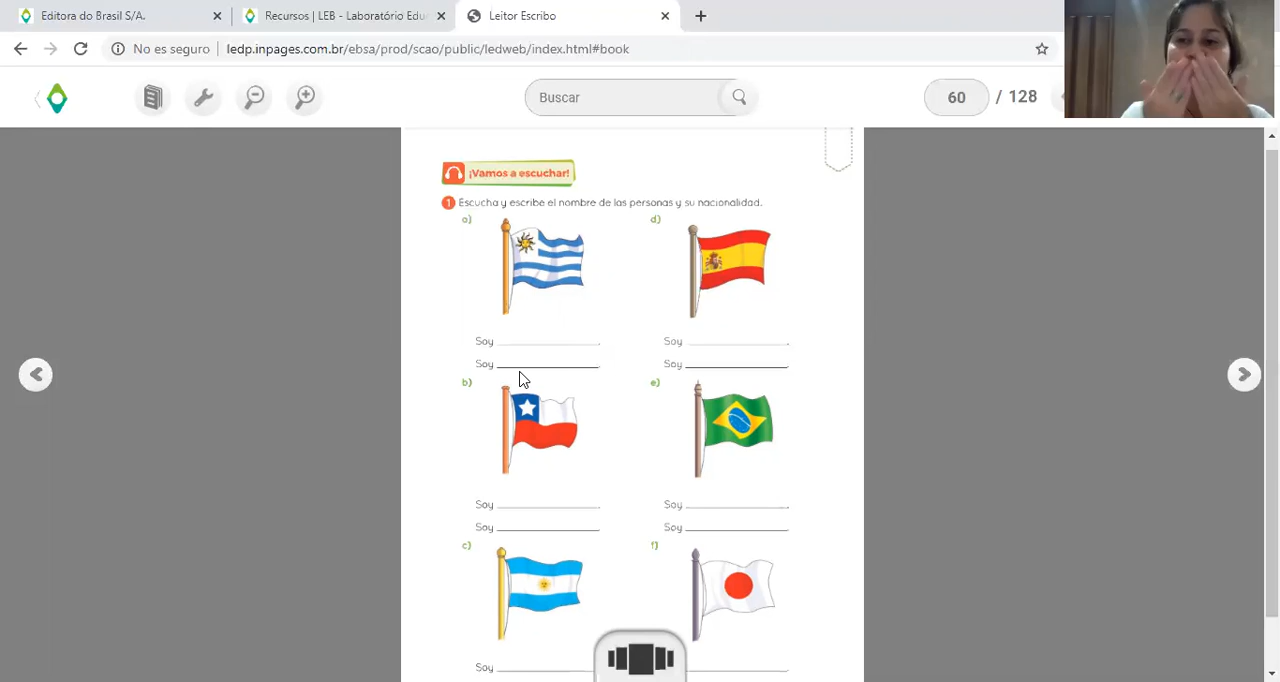 Editora do Brasil S/A.
Recursos | LEB - Laboratório Edu
Leitor Escribo
No es seguro
ledp.inpages.com.br/ebsa/prod/scao/public/ledweb/index.html#book
Buscar
60 / 128
¡Vamos a escuchar!
1 Escucha y escribe el nombre de las personas y su nacionalidad.
a)
Soy
Soy
b)
Soy
Soy
c)
Soy
d)
Soy
Soy
e)
Soy
Soy
f)